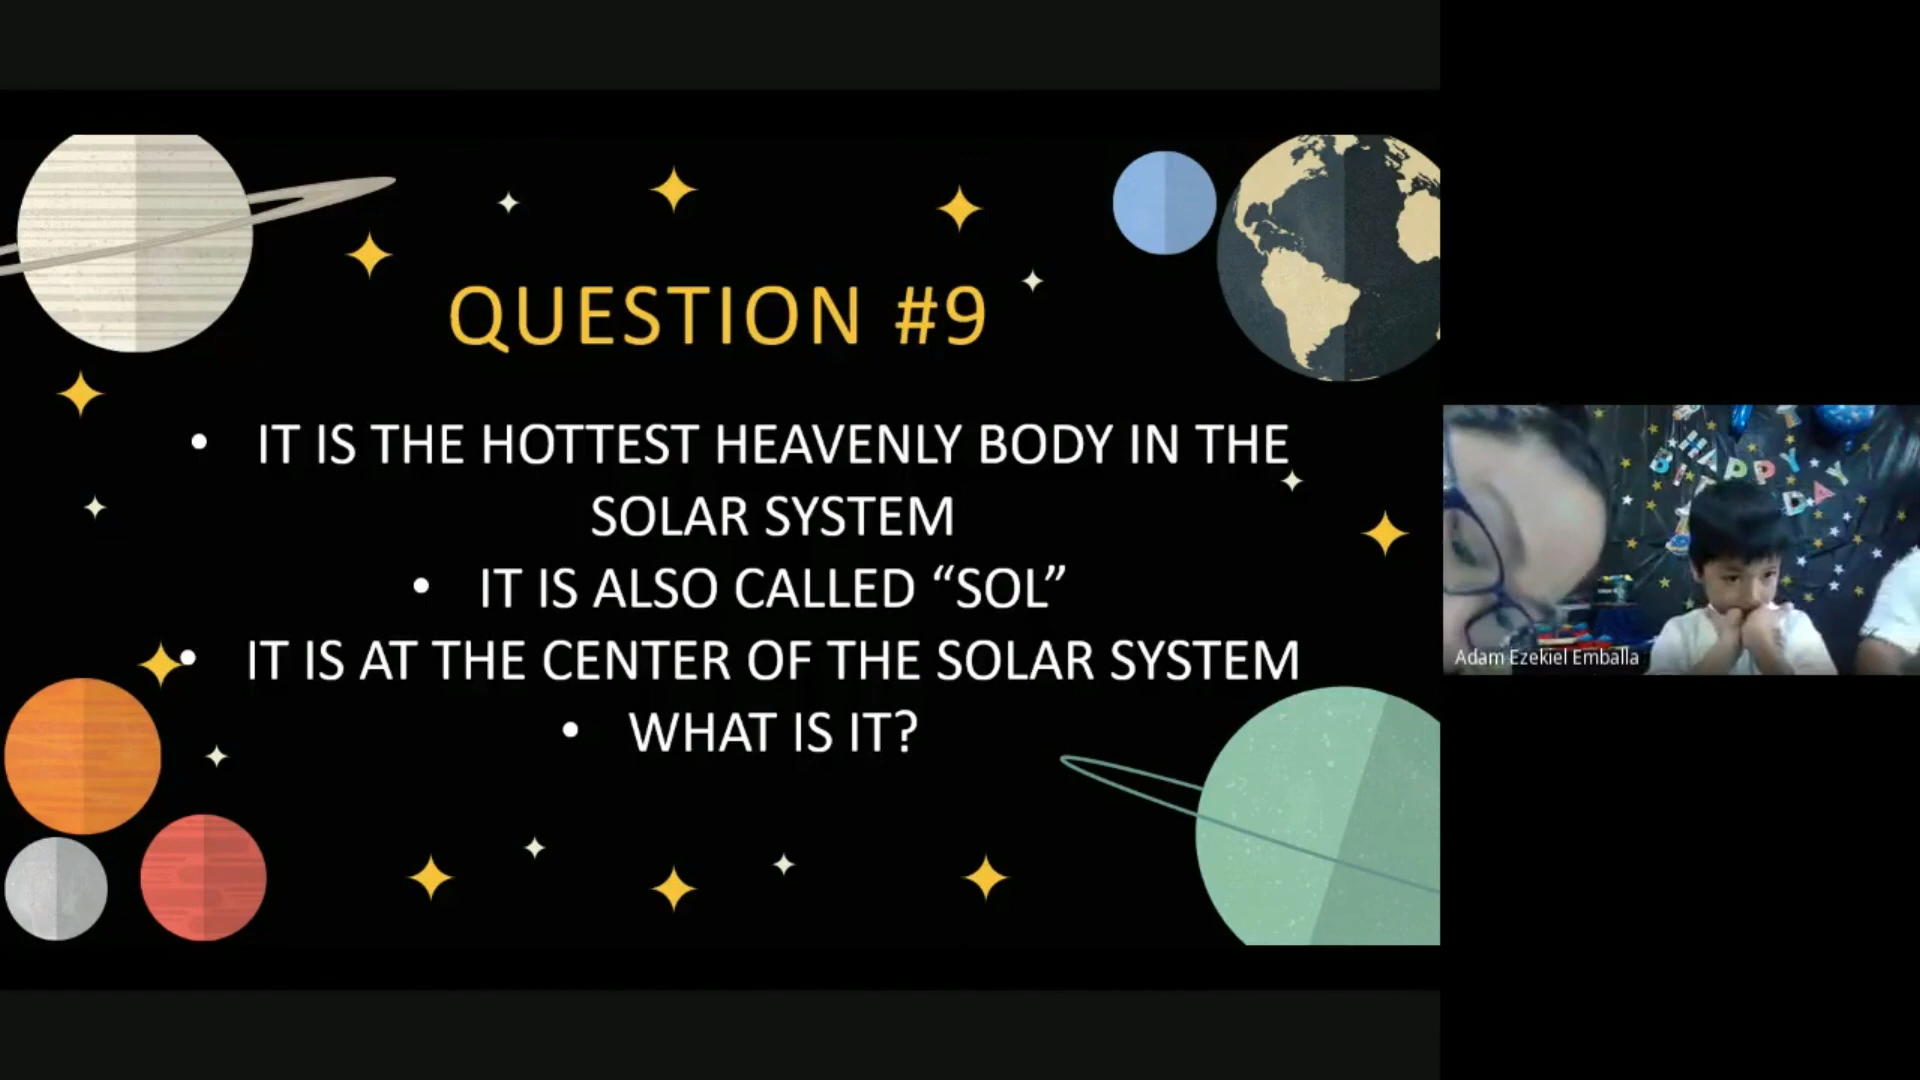 QUESTION #9
• IT IS THE HOTTEST HEAVENLY BODY IN THE
SOLAR SYSTEM
• IT IS ALSO CALLED “SOL”
• IT IS AT THE CENTER OF THE SOLAR SYSTEM
• WHAT IS IT?
HAPPY
Adam Ezekiel Emballa